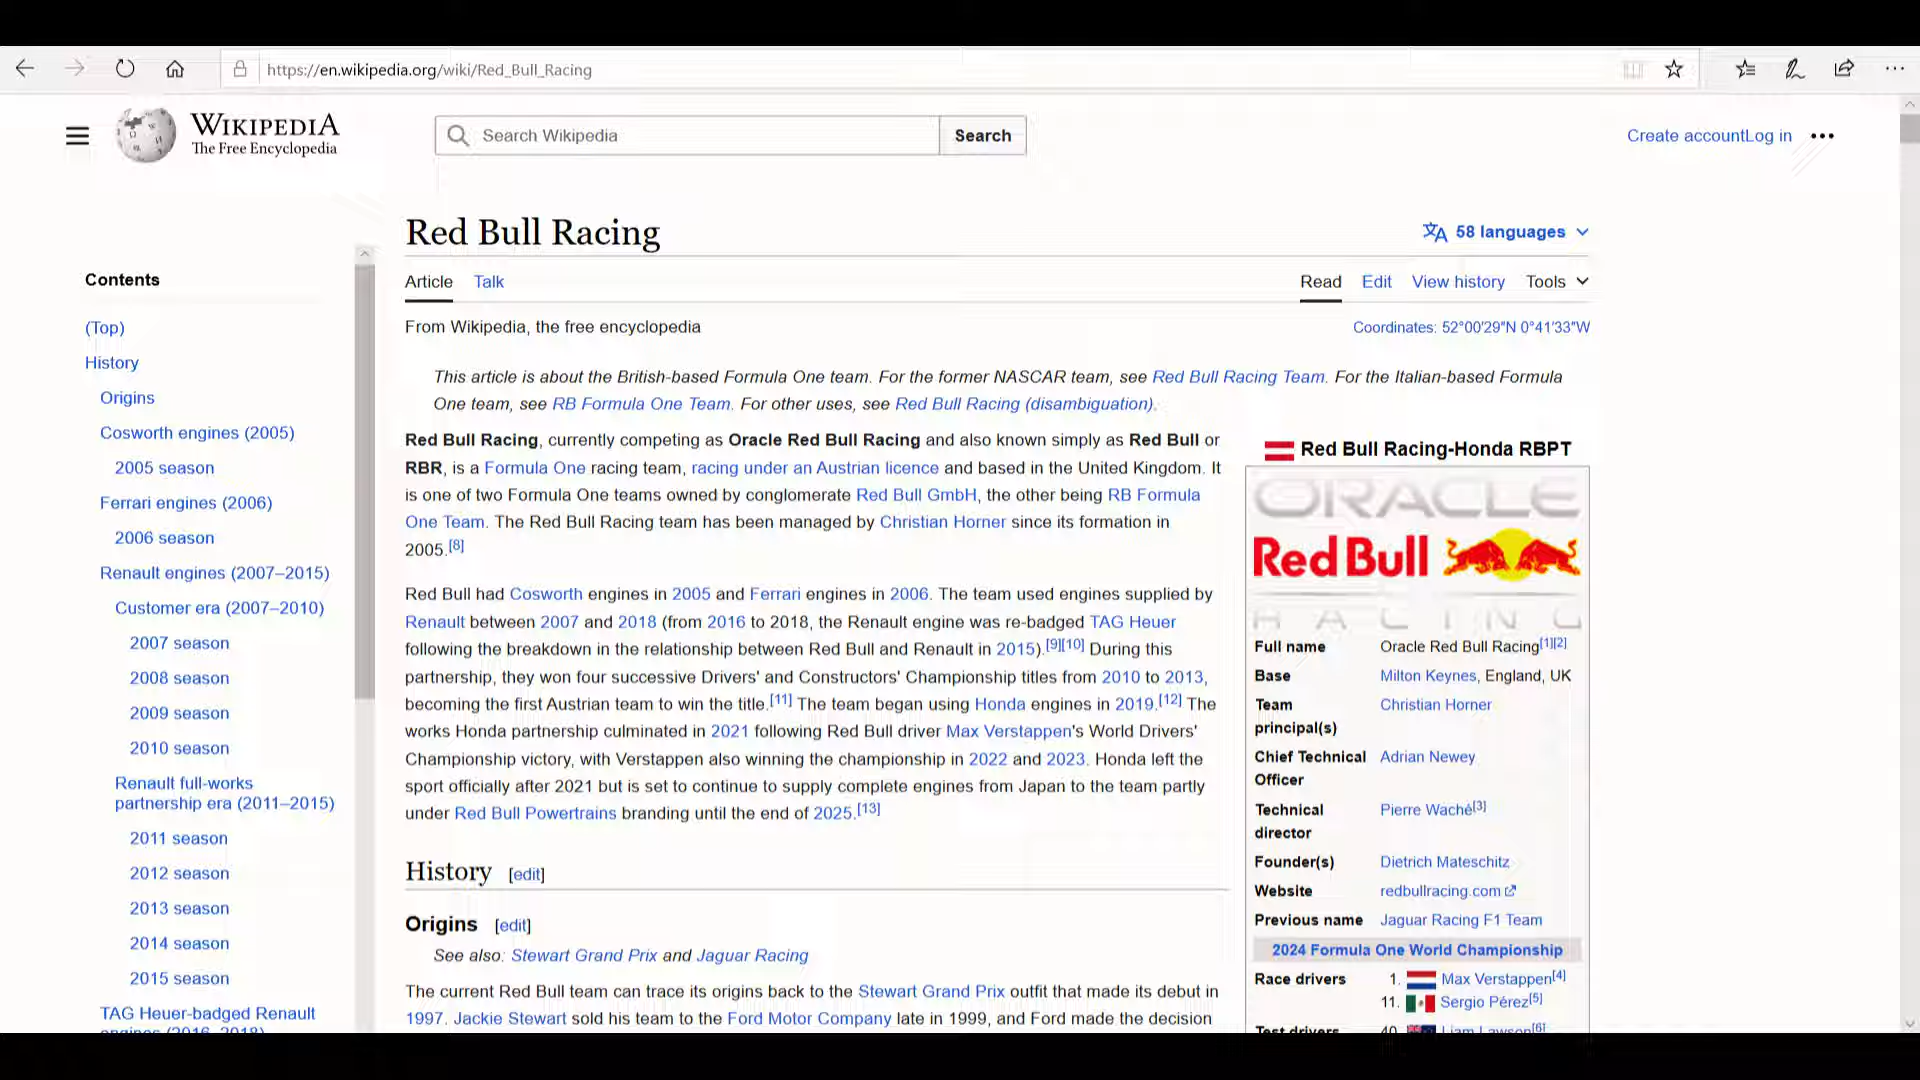 https://en.wikipedia.org/wiki/Red_Bull_Racing
WIKIPEDIA
The Free Encyclopedia
Search Wikipedia
Search
Create account
Log in
Red Bull Racing
58 languages
Contents
(Top)
History
Origins
Cosworth engines (2005)
2005 season
Ferrari engines (2006)
2006 season
Renault engines (2007–2015)
Customer era (2007–2010)
2007 season
2008 season
2009 season
2010 season
Renault full-works
partnership era (2011–2015)
2011 season
2012 season
2013 season
2014 season
2015 season
TAG Heuer-badged Renault
engines (2016–2018)
Article
Talk
Read
Edit
View history
Tools
From Wikipedia, the free encyclopedia
Coordinates: 52°00′29″N 0°41′33″W
This article is about the British-based Formula One team. For the former NASCAR team, see Red Bull Racing Team. For the Italian-based Formula
One team, see RB Formula One Team. For other uses, see Red Bull Racing (disambiguation).
Red Bull Racing, currently competing as Oracle Red Bull Racing and also known simply as Red Bull or
RBR, is a Formula One racing team, racing under an Austrian licence and based in the United Kingdom. It
is one of two Formula One teams owned by conglomerate Red Bull GmbH, the other being RB Formula
One Team. The Red Bull Racing team has been managed by Christian Horner since its formation in
2005.[8]
Red Bull had Cosworth engines in 2005 and Ferrari engines in 2006. The team used engines supplied by
Renault between 2007 and 2018 (from 2016 to 2018, the Renault engine was re-badged TAG Heuer
following the breakdown in the relationship between Red Bull and Renault in 2015).[9][10] During this
partnership, they won four successive Drivers' and Constructors' Championship titles from 2010 to 2013,
becoming the first Austrian team to win the title.[11] The team began using Honda engines in 2019.[12] The
works Honda partnership culminated in 2021 following Red Bull driver Max Verstappen's World Drivers'
Championship victory, with Verstappen also winning the championship in 2022 and 2023. Honda left the
sport officially after 2021 but is set to continue to supply complete engines from Japan to the team partly
under Red Bull Powertrains branding until the end of 2025.[13]
History [edit]
Origins [edit]
See also: Stewart Grand Prix and Jaguar Racing
The current Red Bull team can trace its origins back to the Stewart Grand Prix outfit that made its debut in
1997. Jackie Stewart sold his team to the Ford Motor Company late in 1999, and Ford made the decision
Red Bull Racing-Honda RBPT
ORACLE
Red Bull
RACING
Full name Oracle Red Bull Racing[1][2]
Base Milton Keynes, England, UK
Team Christian Horner
principal(s)
Chief Technical Adrian Newey
Officer
Technical Pierre Waché[3]
director
Founder(s) Dietrich Mateschitz
Website redbullracing.com
Previous name Jaguar Racing F1 Team
2024 Formula One World Championship
Race drivers 1. Max Verstappen[4]
11. Sergio Pérez[5]
Test drivers 40. Liam Lawson[6]